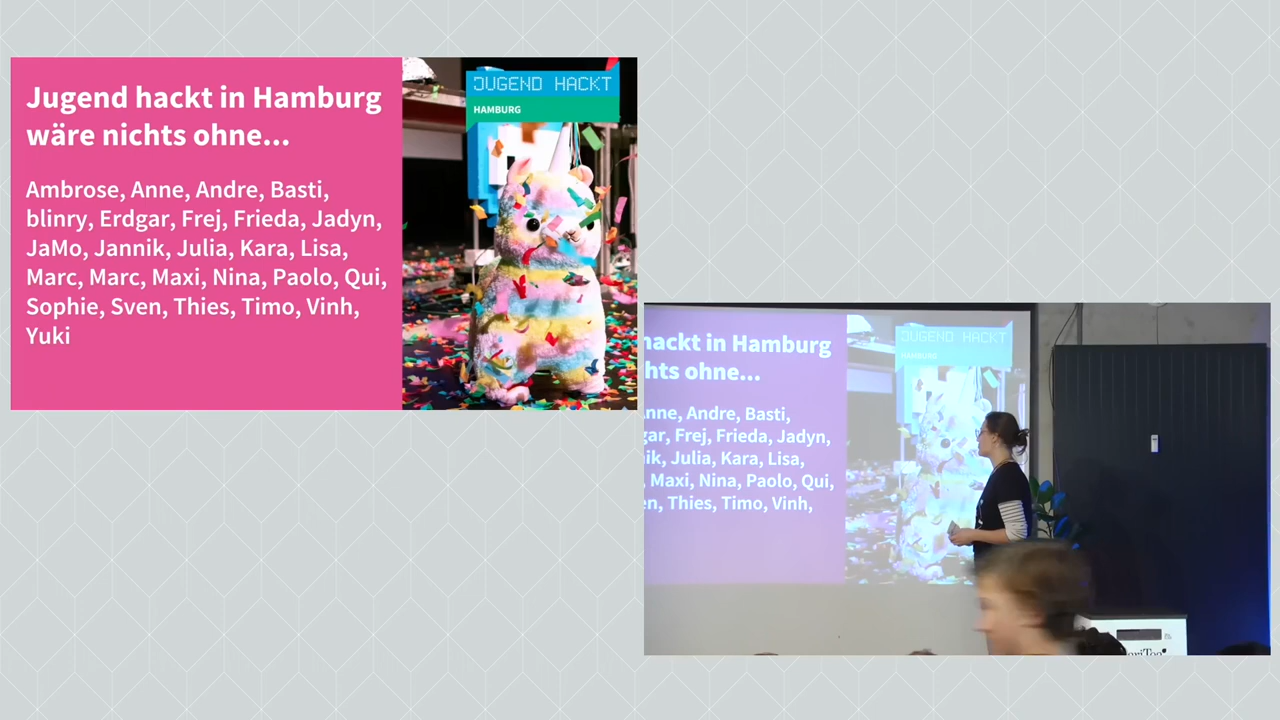 Jugend hackt in Hamburg
wäre nichts ohne...
Ambrose, Anne, Andre, Basti,
blinry, Erdgar, Frej, Frieda, Jadyn,
JaMo, Jannik, Julia, Kara, Lisa,
Marc, Marc, Maxi, Nina, Paolo, Qui,
Sophie, Sven, Thies, Timo, Vinh,
Yuki
JUGEND HACKT
HAMBURG
hackt in Hamburg
hts ohne...
nne, Andre, Basti,
gar, Frej, Frieda, Jadyn,
ik, Julia, Kara, Lisa,
, Maxi, Nina, Paolo, Qui,
en, Thies, Timo, Vinh,
JUGEND HACKT
HAMBURG